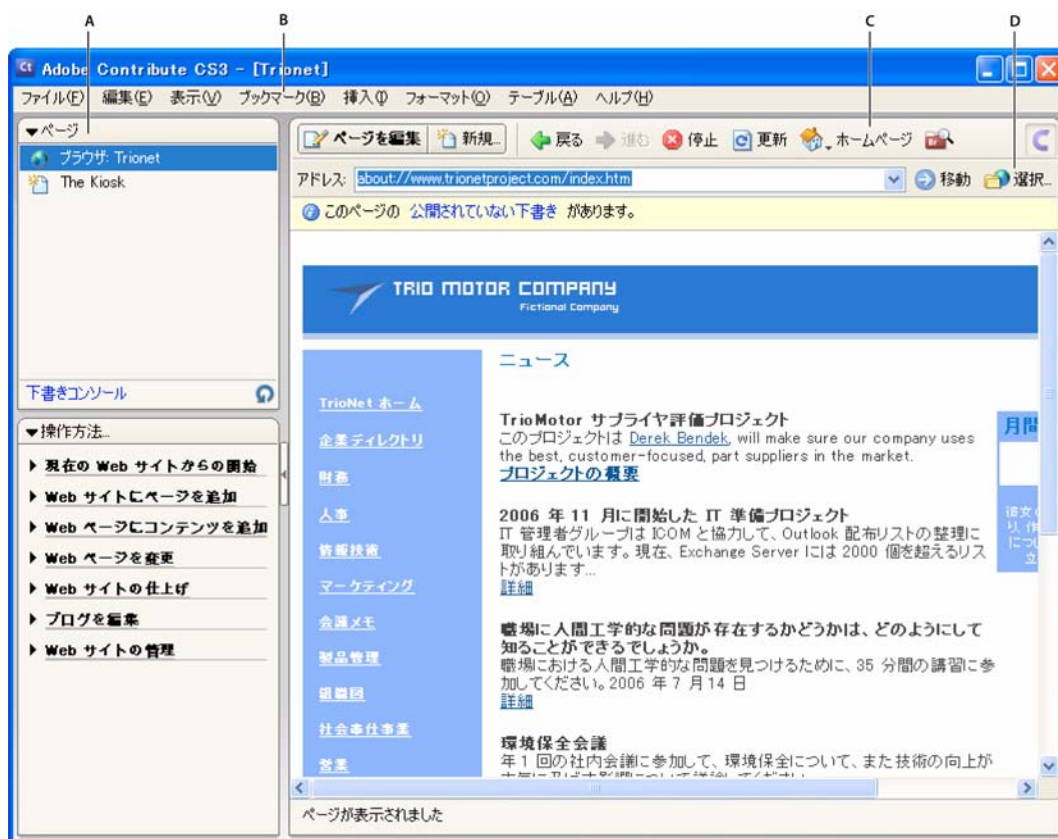 A B C D
Ct Adobe Contribute CS3 - [Trionet]
ファイル(F) 編集(E) 表示(V) ブックマーク(B) 挿入(I) フォーマット(O) テーブル(A) ヘルプ(H)
ページ
ブラウザ: Trionet
The Kiosk
下書きコンソール
操作方法...
現在の Web サイトからの開始
Web サイトにページを追加
Web ページにコンテンツを追加
Web ページを変更
Web サイトの仕上げ
ブログを編集
Web サイトの管理
ページを編集 新規... 戻る 進む 停止 更新 ホームページ
アドレス: about://www.trionetproject.com/index.htm 移動 選択...
このページの 公開されていない下書き があります。
TRIO MOTOR COMPANY
Fictional Company
TrioNet ホーム
企業ディレクトリ
財務
人事
情報技術
マーケティング
会議メモ
製品管理
組織図
社会奉仕事業
営業
ニュース
TrioMotor サプライヤ評価プロジェクト
このプロジェクトは Derek Bendek, will make sure our company uses
the best, customer-focused, part suppliers in the market.
プロジェクトの概要
2006 年 11 月に開始した IT 準備プロジェクト
IT 管理者グループは ICOM と協力して、Outlook 配布リストの整理に
取り組んでいます。現在、Exchange Server には 2000 個を超えるリス
トがあります...
詳細
職場に人間工学的な問題が存在するかどうかは、どのようにして
知ることができるでしょうか。
職場における人間工学的な問題を見つけるために、35 分間の講習に参
加してください。2006 年 7 月 14 日
詳細
環境保全会議
年 1 回の社内会議に参加して、環境保全について、また技術の向上が
月間
彼女
り、作
につ
立
ページが表示されました